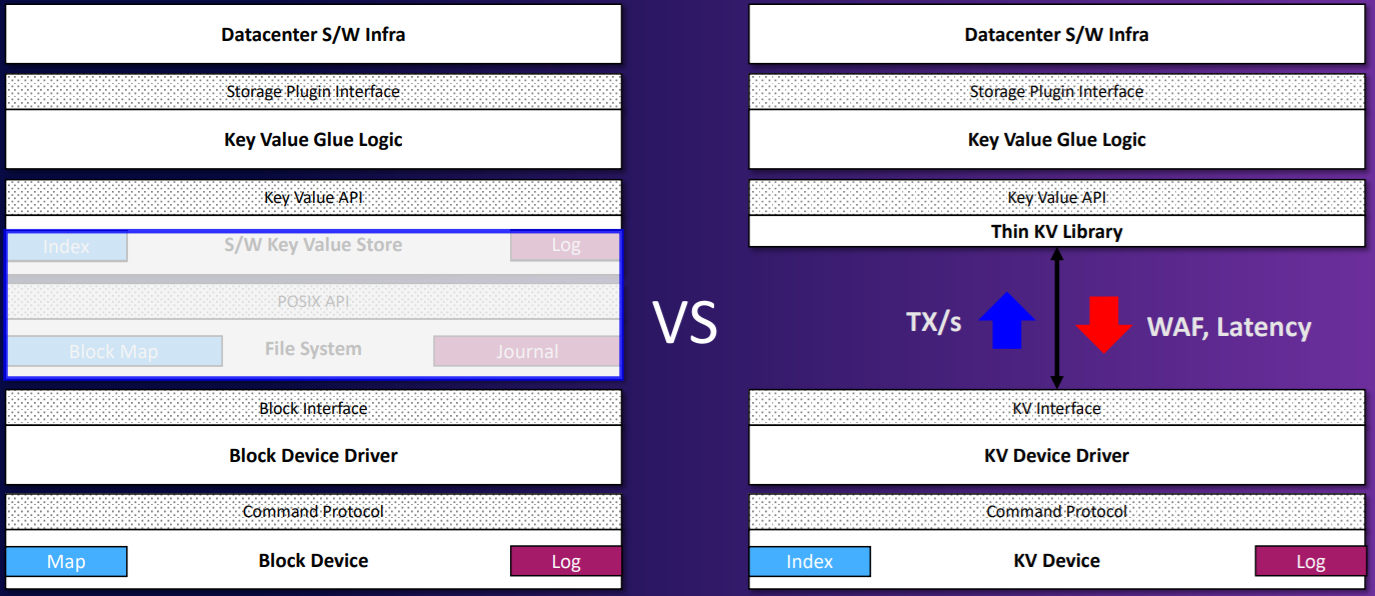 Datacenter S/W Infra
Storage Plugin Interface
Key Value Glue Logic
Key Value API
Index
S/W Key Value Store
Log
POSIX API
Block Map
File System
Journal
Block Interface
Block Device Driver
Command Protocol
Map
Block Device
Log
VS
Datacenter S/W Infra
Storage Plugin Interface
Key Value Glue Logic
Key Value API
Thin KV Library
TX/s
WAF, Latency
KV Interface
KV Device Driver
Command Protocol
Index
KV Device
Log